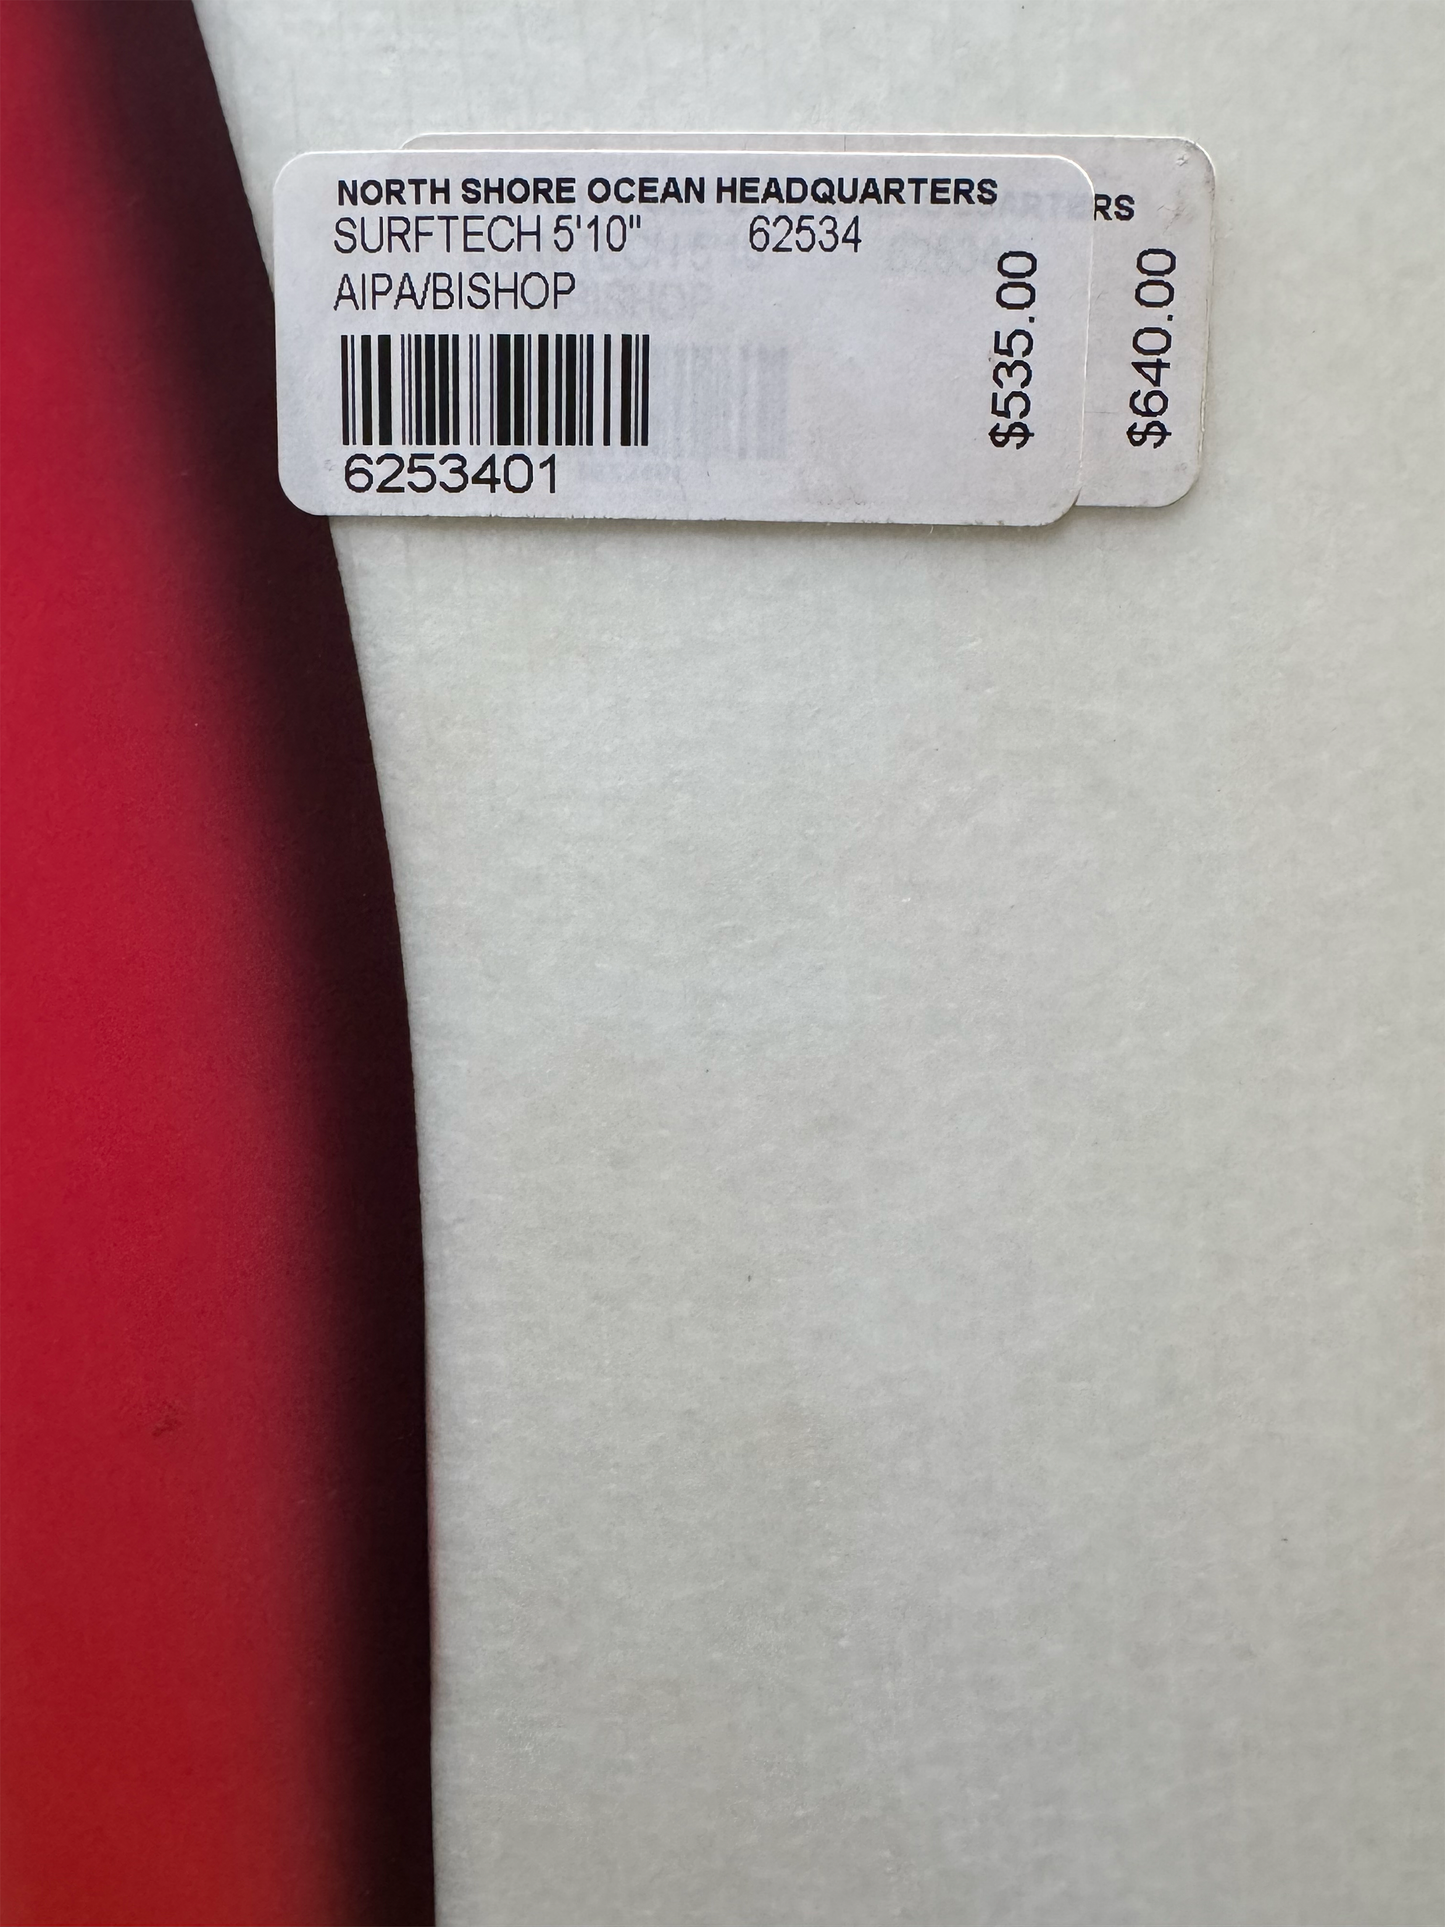 NORTH SHORE OCEAN HEADQUARTERS
SURFTECH 5'10" 62534
AIPA/BISHOP
6253401
$535.00
RS
$640.00